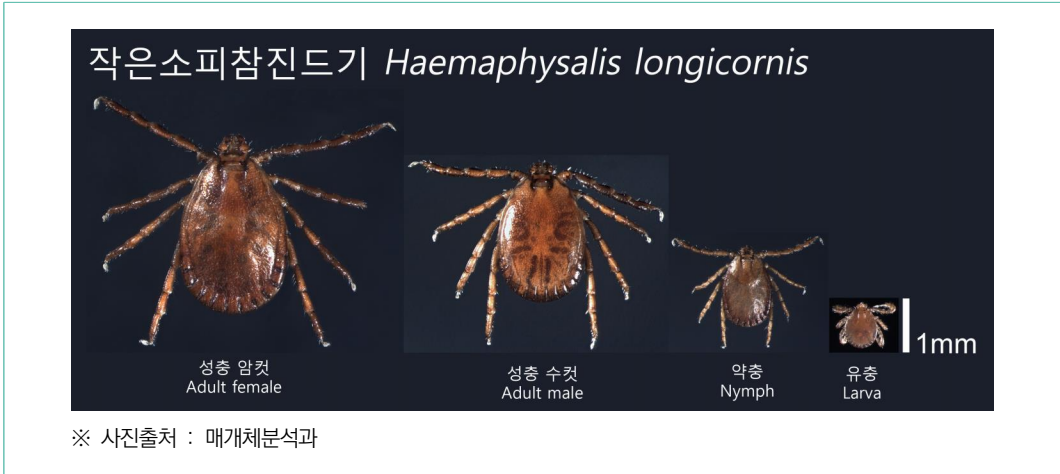 작은소피참진드기 Haemaphysalis longicornis
1mm
성충 암컷
Adult female
성충 수컷
Adult male
약충
Nymph
유충
Larva
※ 사진출처 : 매개체분석과